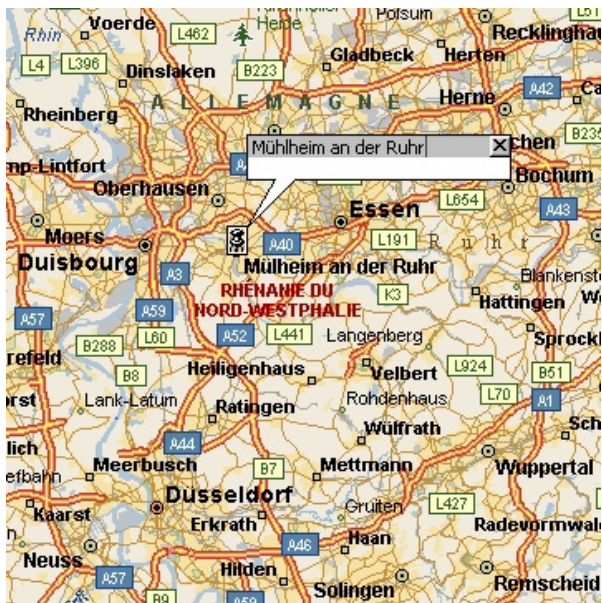 Rhin
Voerde
L462
Polsum
Recklinghau
L4
L396
B223
Gladbeck
Herten
Dinslaken
A42
ALLEMAGNE
Herne
Rheinberg
B235
Mühlheim an der Ruhr
chen
mp-Lintfort
Bochum
Oberhausen
L654
Essen
A43
Moers
A40
L191
Ruhr
Duisbourg
A3
Mülheim an der Ruhr
Blankenste
RHÉNANIE DU
NORD-WESTPHALIE
K3
Hattingen
A57
A59
A52
L441
Langenberg
Sprockh
B288
L60
refeld
Heiligenhaus
Velbert
L924
B51
B8
L70
A1
Lank-Latum
Rohdenhaus
Ratingen
Wülfrath
A44
Meerbusch
B7
Mettmann
Wuppertal
Düsseldorf
L427
Kaarst
Gruiten
Erkrath
Radevormwal
A46
Haan
Neuss
A57
Hilden
Solingen
Remscheid
B9
A59